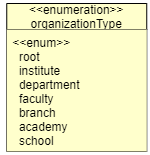 <<enumeration>>
organizationType
<<enum>>
root
institute
department
faculty
branch
academy
school